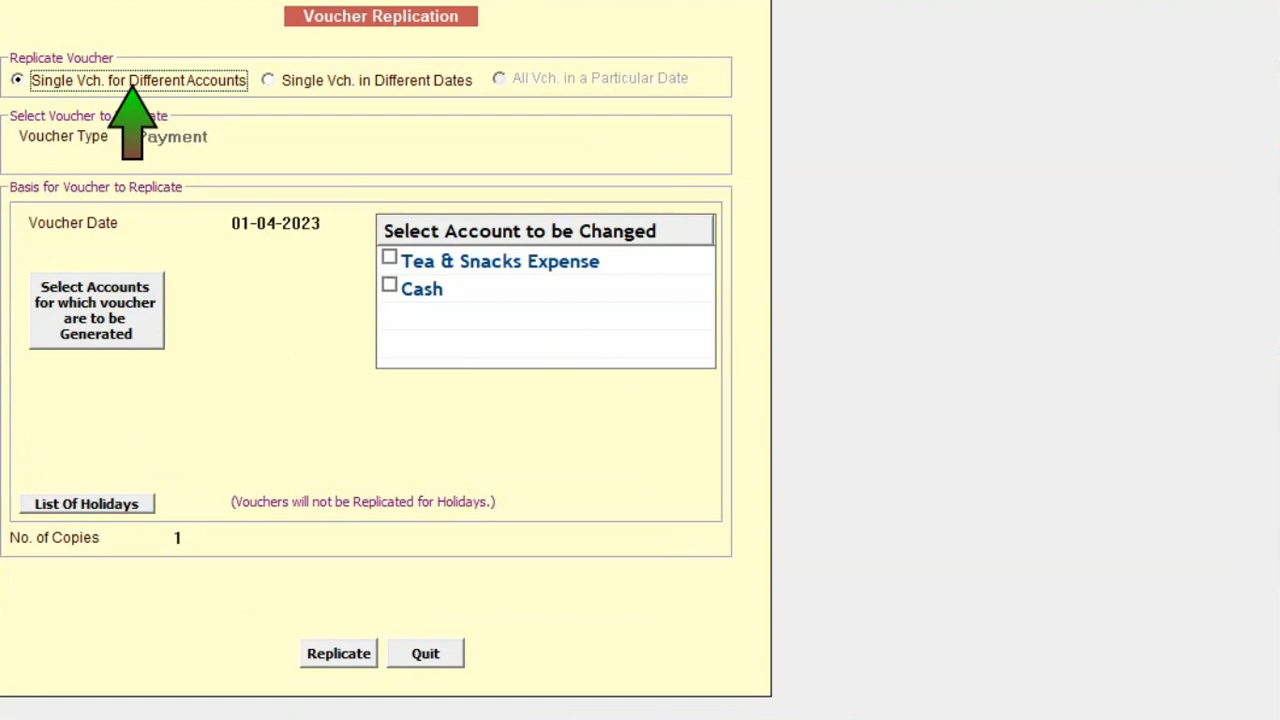 Voucher Replication
Replicate Voucher
Single Vch. for Different Accounts Single Vch. in Different Dates All Vch. in a Particular Date
Select Voucher to Replicate
Voucher Type Payment
Basis for Voucher to Replicate
Voucher Date 01-04-2023
Select Account to be Changed
Tea & Snacks Expense
Cash
Select Accounts
for which voucher
are to be
Generated
List Of Holidays (Vouchers will not be Replicated for Holidays.)
No. of Copies 1
Replicate Quit